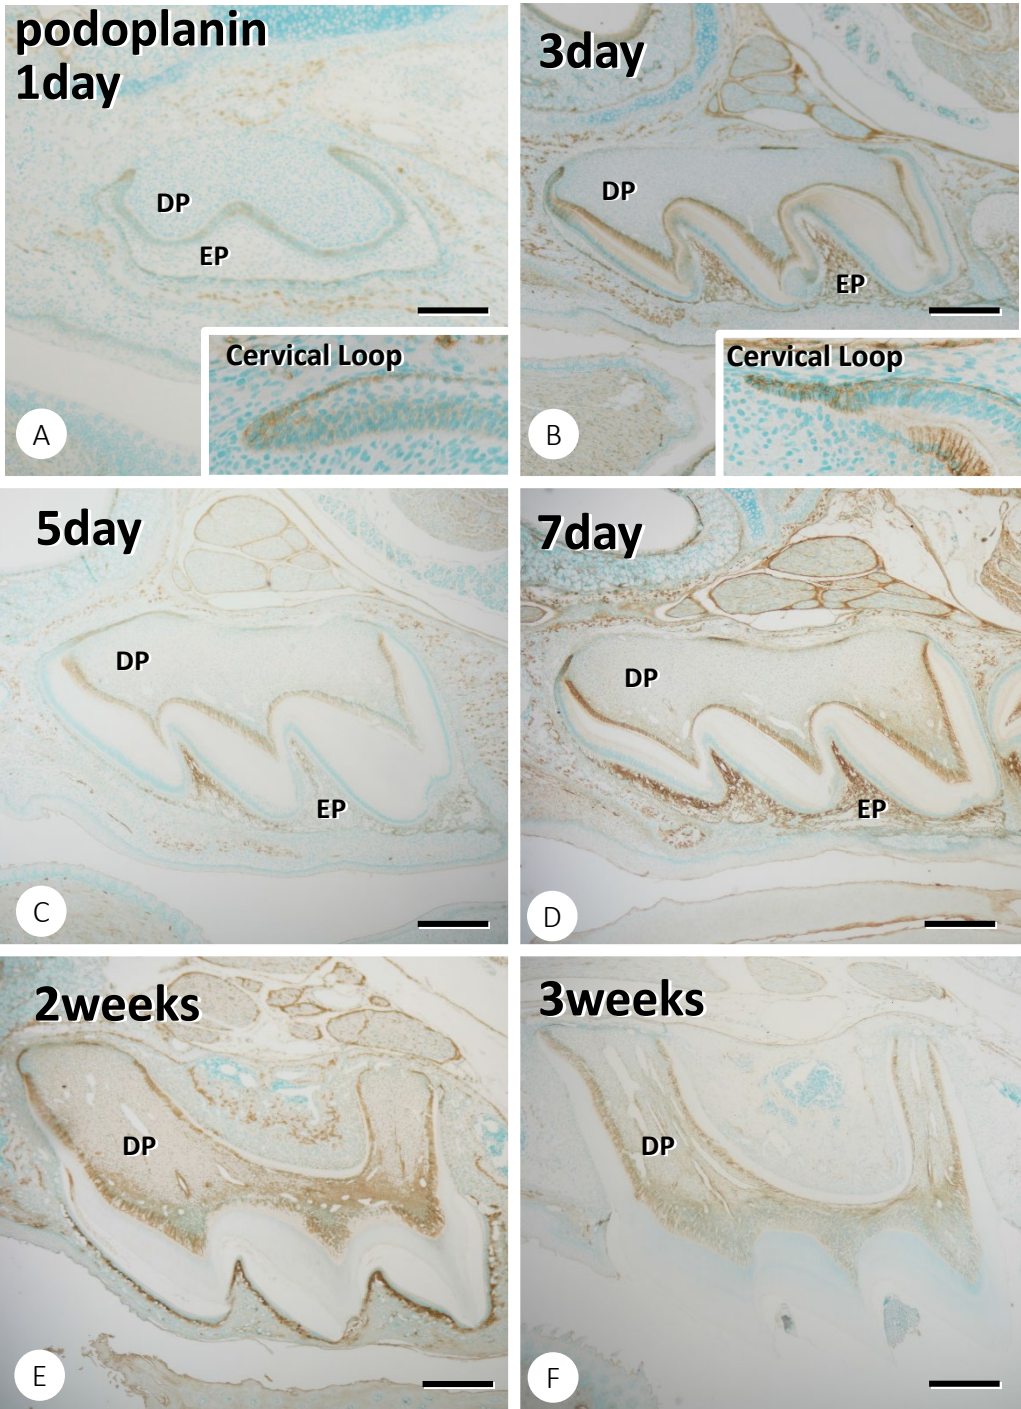 podoplanin
1day
DP
EP
Cervical Loop
A
3day
DP
EP
Cervical Loop
B
5day
DP
EP
C
7day
DP
EP
D
2weeks
DP
E
3weeks
DP
F